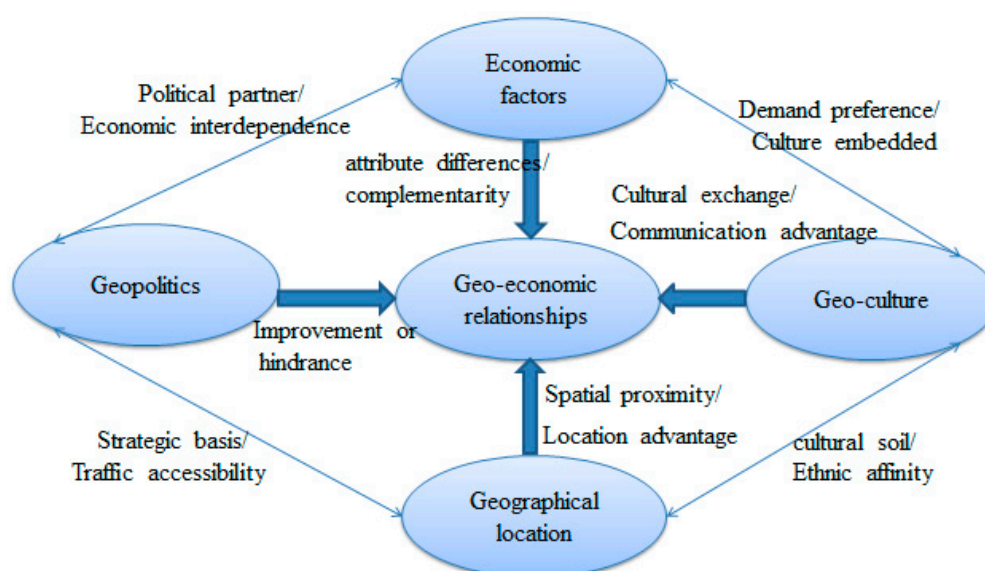 Economic
factors
Political partner/
Economic interdependence
Demand preference/
Culture embedded
attribute differences/
complementarity
Cultural exchange/
Communication advantage
Geopolitics
Geo-economic
relationships
Geo-culture
Improvement or
hindrance
Spatial proximity/
Location advantage
Strategic basis/
Traffic accessibility
cultural soil/
Ethnic affinity
Geographical
location